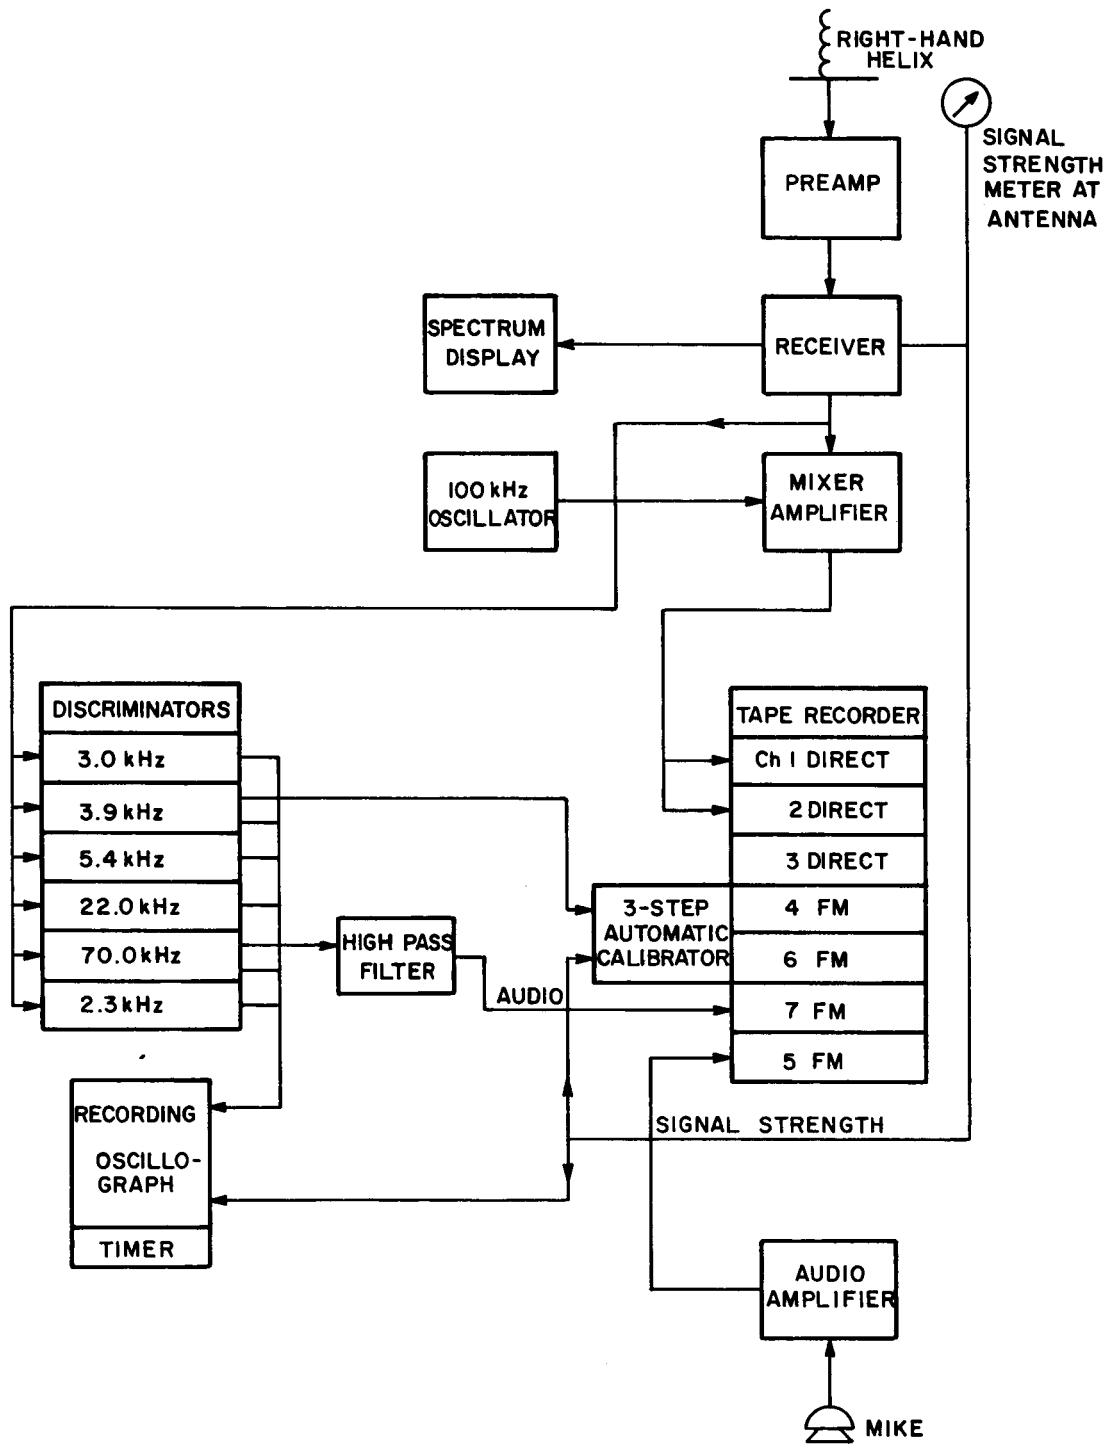 RIGHT-HAND
HELIX
SIGNAL
STRENGTH
METER AT
ANTENNA
PREAMP
SPECTRUM
DISPLAY
RECEIVER
100 kHz
OSCILLATOR
MIXER
AMPLIFIER
DISCRIMINATORS
3.0 kHz
3.9 kHz
5.4 kHz
22.0 kHz
70.0 kHz
2.3 kHz
HIGH PASS
FILTER
AUDIO
3-STEP
AUTOMATIC
CALIBRATOR
TAPE RECORDER
Ch 1 DIRECT
2 DIRECT
3 DIRECT
4 FM
6 FM
7 FM
5 FM
RECORDING
OSCILLO-
GRAPH
TIMER
SIGNAL STRENGTH
AUDIO
AMPLIFIER
MIKE